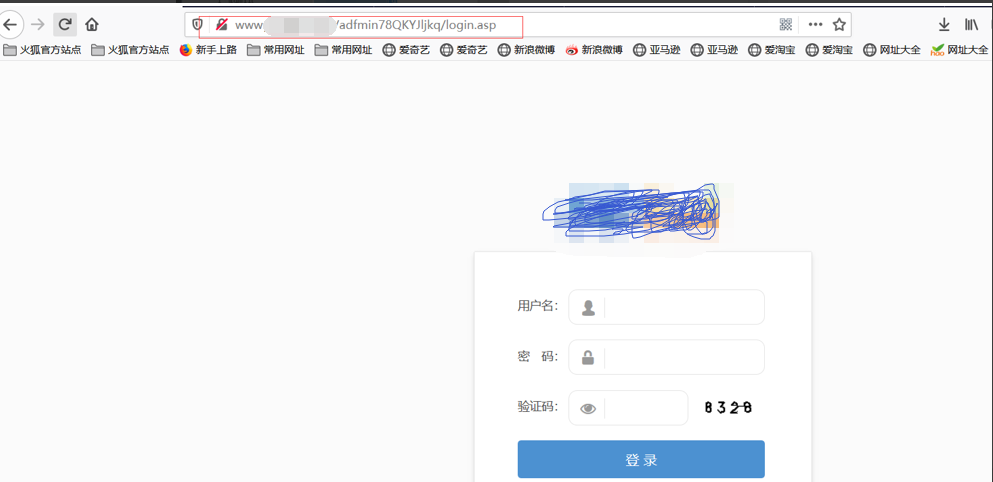 www /adfmin78QKYJljkq/login.asp
火狐官方站点 火狐官方站点 新手上路 常用网址 常用网址 爱奇艺 爱奇艺 新浪微博 新浪微博 亚马逊 亚马逊 爱淘宝 爱淘宝 网址大全 hao 网址大全
用户名:
密 码:
验证码: 8328
登 录